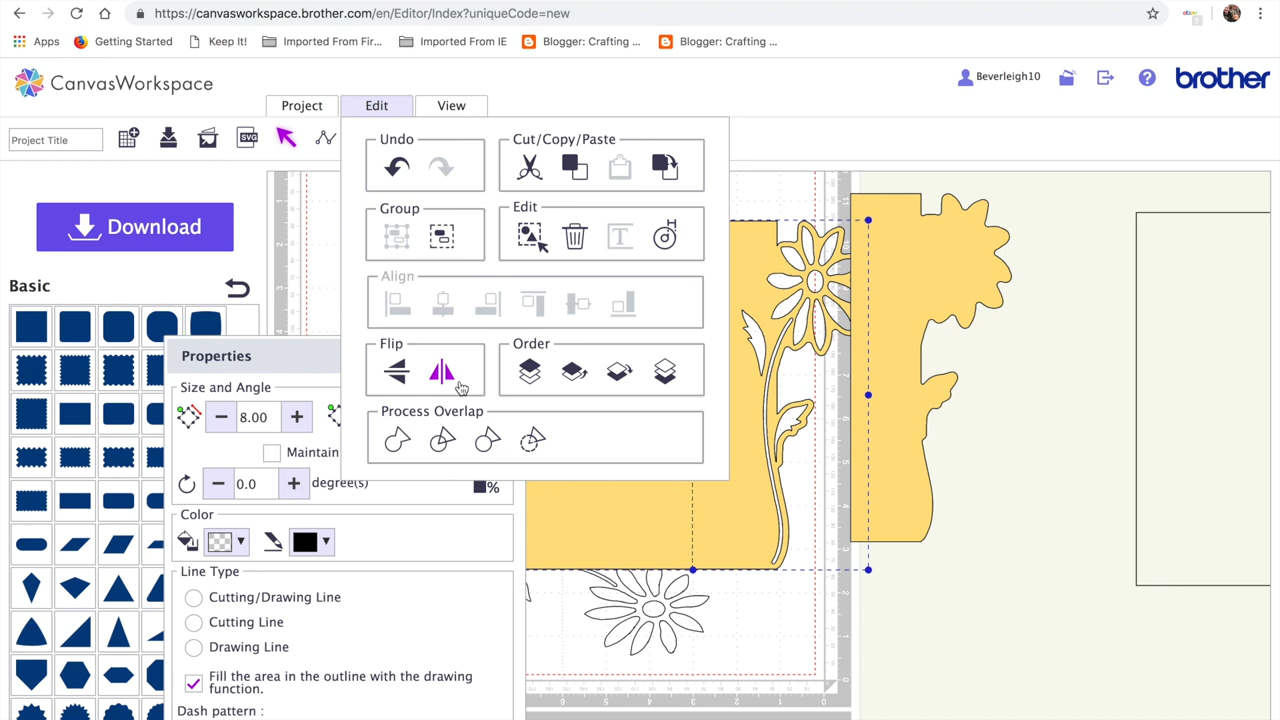 https://canvasworkspace.brother.com/en/Editor/Index?uniqueCode=new
Apps
Getting Started
Keep It!
Imported From Fir...
Imported From IE
Blogger: Crafting ...
Blogger: Crafting ...
CanvasWorkspace
Beverleigh10
brother
Project
Edit
View
Project Title
SVG
Undo
Cut/Copy/Paste
Group
Edit
T
H
Align
Flip
Order
Process Overlap
Download
Basic
Properties
Size and Angle
8.00
Maintain
0.0
degree(s)
%
Color
Line Type
Cutting/Drawing Line
Cutting Line
Drawing Line
Fill the area in the outline with the drawing
function.
Dash pattern :